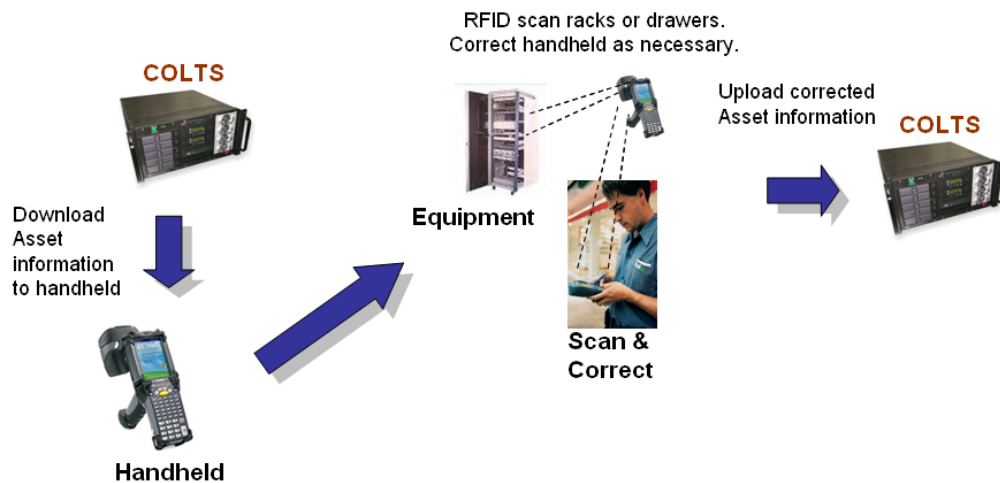 RFID scan racks or drawers.
Correct handheld as necessary.
COLTS
Upload corrected
Asset information
COLTS
Download
Asset
information
to handheld
Equipment
Scan &
Correct
Handheld